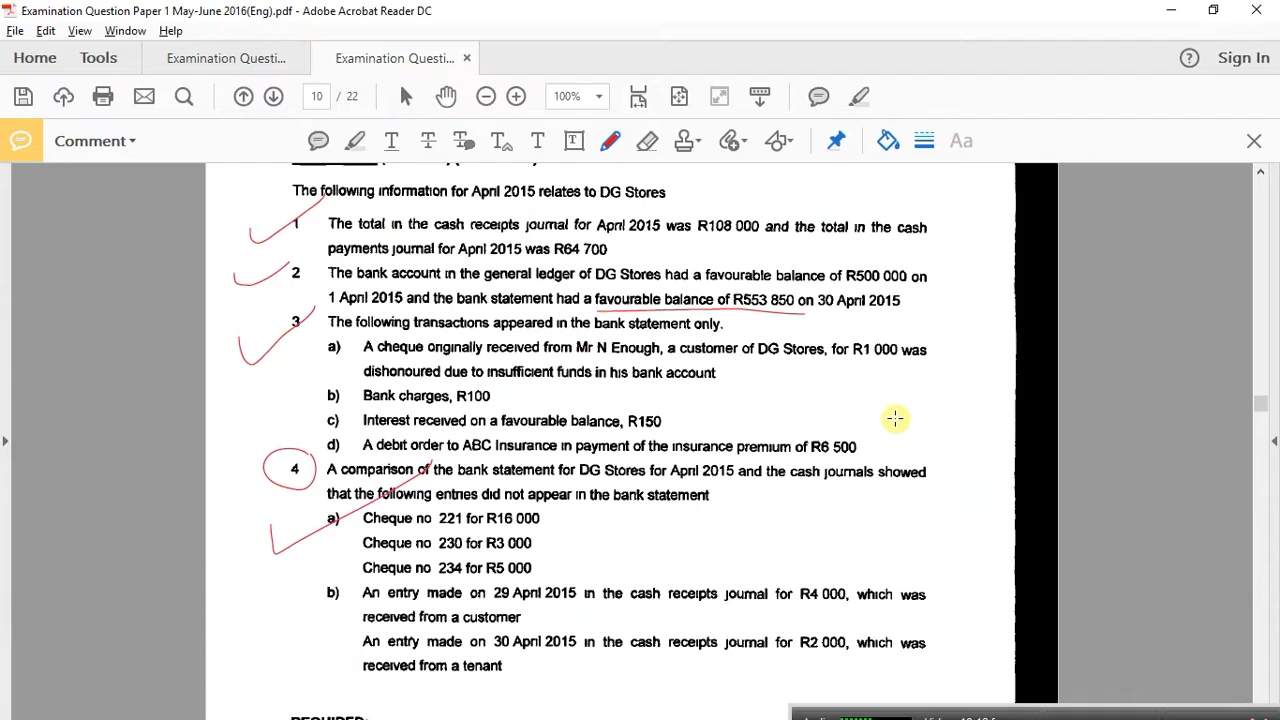 Examination Question Paper 1 May-June 2016(Eng).pdf - Adobe Acrobat Reader DC
File Edit View Window Help
Home Tools Examination Questi... Examination Questi... × Sign In
10 / 22 100%
Comment
The following information for April 2015 relates to DG Stores
1 The total in the cash receipts journal for April 2015 was R108 000 and the total in the cash
payments journal for April 2015 was R64 700
2 The bank account in the general ledger of DG Stores had a favourable balance of R500 000 on
1 April 2015 and the bank statement had a favourable balance of R553 850 on 30 April 2015
3 The following transactions appeared in the bank statement only.
a) A cheque originally received from Mr N Enough, a customer of DG Stores, for R1 000 was
dishonoured due to insufficient funds in his bank account
b) Bank charges, R100
c) Interest received on a favourable balance, R150
d) A debit order to ABC Insurance in payment of the insurance premium of R6 500
4 A comparison of the bank statement for DG Stores for April 2015 and the cash journals showed
that the following entries did not appear in the bank statement
a) Cheque no 221 for R16 000
Cheque no 230 for R3 000
Cheque no 234 for R5 000
b) An entry made on 29 April 2015 in the cash receipts journal for R4 000, which was
received from a customer
An entry made on 30 April 2015 in the cash receipts journal for R2 000, which was
received from a tenant
REQUIRED: